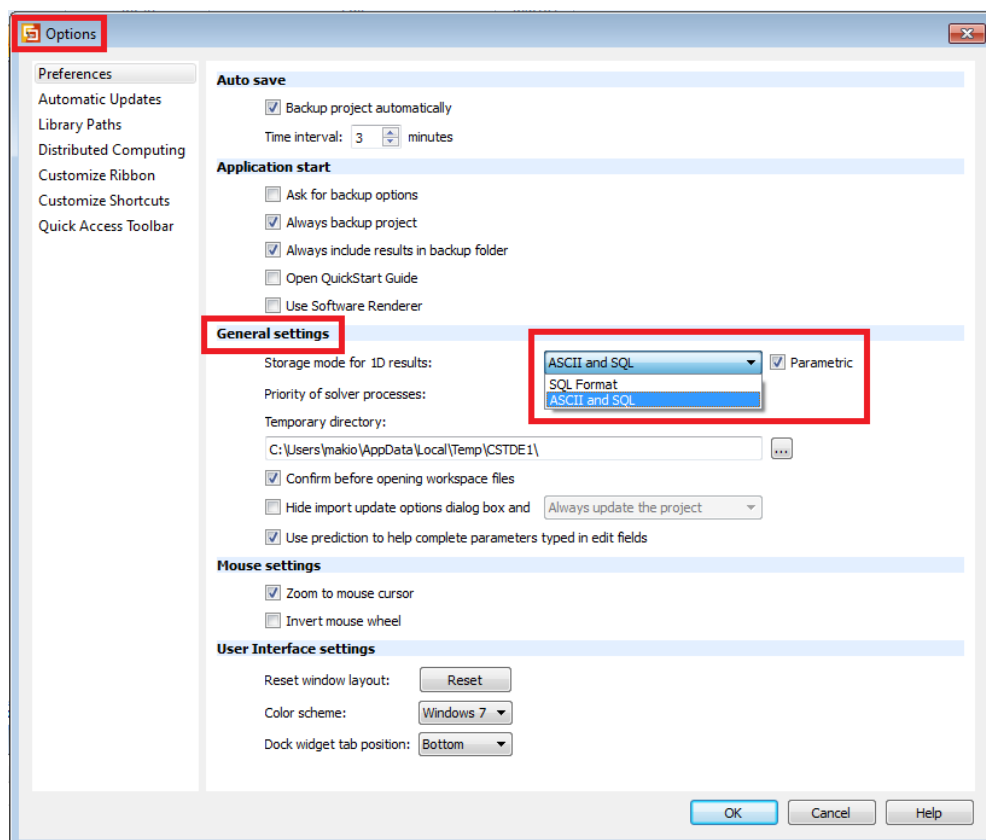 Options
Preferences
Automatic Updates
Library Paths
Distributed Computing
Customize Ribbon
Customize Shortcuts
Quick Access Toolbar
Auto save
Backup project automatically
Time interval: 3 minutes
Application start
Ask for backup options
Always backup project
Always include results in backup folder
Open QuickStart Guide
Use Software Renderer
General settings
Storage mode for 1D results: ASCII and SQL Parametric
SQL Format
Priority of solver processes: ASCII and SQL
Temporary directory:
C:\Users\makio\AppData\Local\Temp\CSTDE1\ ...
Confirm before opening workspace files
Hide import update options dialog box and Always update the project
Use prediction to help complete parameters typed in edit fields
Mouse settings
Zoom to mouse cursor
Invert mouse wheel
User Interface settings
Reset window layout: Reset
Color scheme: Windows 7
Dock widget tab position: Bottom
OK Cancel Help